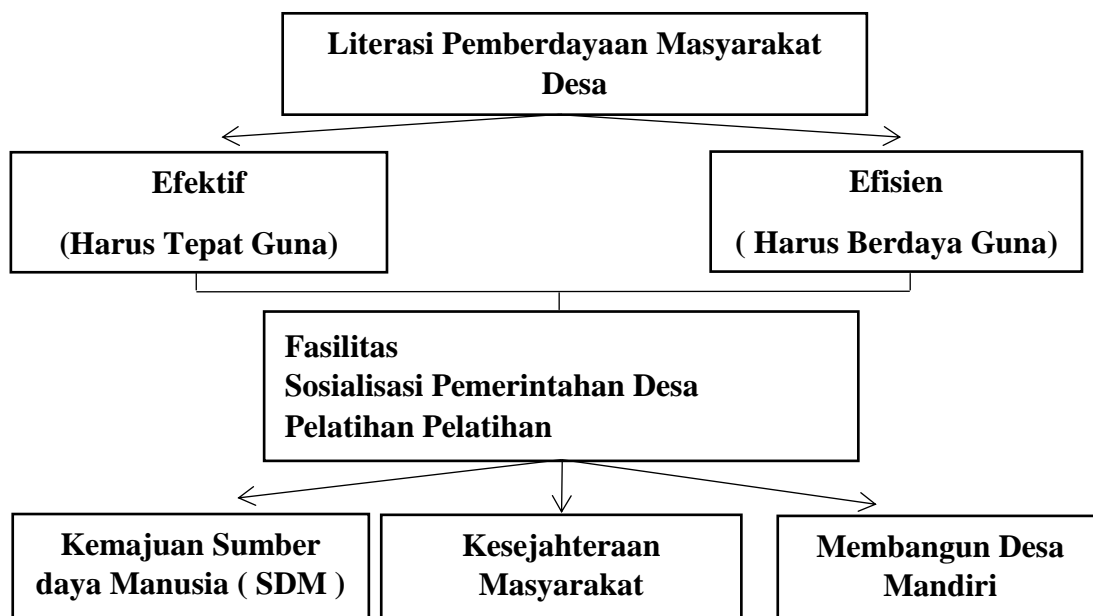 Literasi Pemberdayaan Masyarakat
Desa
Efektif
(Harus Tepat Guna)
Efisien
( Harus Berdaya Guna)
Fasilitas
Sosialisasi Pemerintahan Desa
Pelatihan Pelatihan
Kemajuan Sumber
daya Manusia ( SDM )
Kesejahteraan
Masyarakat
Membangun Desa
Mandiri